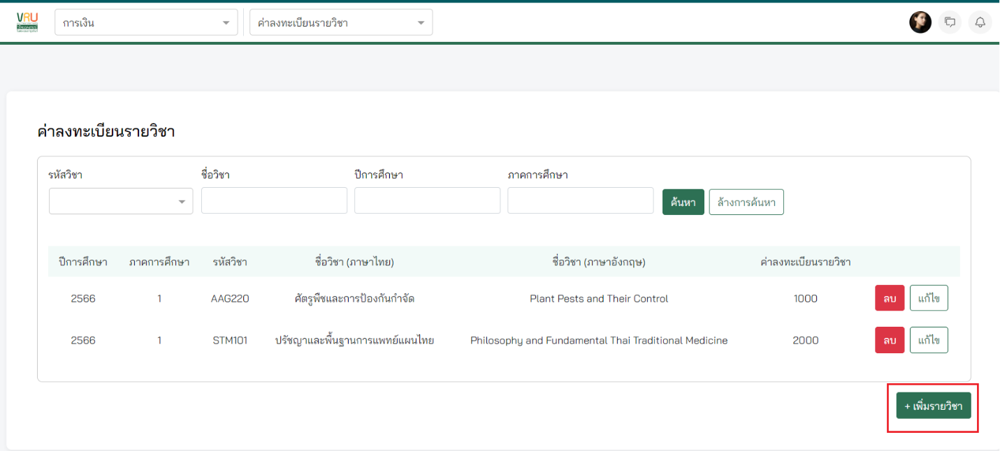 VRU
การเงิน
ค่าลงทะเบียนรายวิชา
ค่าลงทะเบียนรายวิชา
รหัสวิชา ชื่อวิชา ปีการศึกษา ภาคการศึกษา
ค้นหา ล้างการค้นหา
ปีการศึกษา ภาคการศึกษา รหัสวิชา ชื่อวิชา (ภาษาไทย) ชื่อวิชา (ภาษาอังกฤษ) ค่าลงทะเบียนรายวิชา
2566 1 AAG220 ศัตรูพืชและการป้องกันกำจัด Plant Pests and Their Control 1000 ลบ แก้ไข
2566 1 STM101 ปรัชญาและพื้นฐานการแพทย์แผนไทย Philosophy and Fundamental Thai Traditional Medicine 2000 ลบ แก้ไข
+ เพิ่มรายวิชา